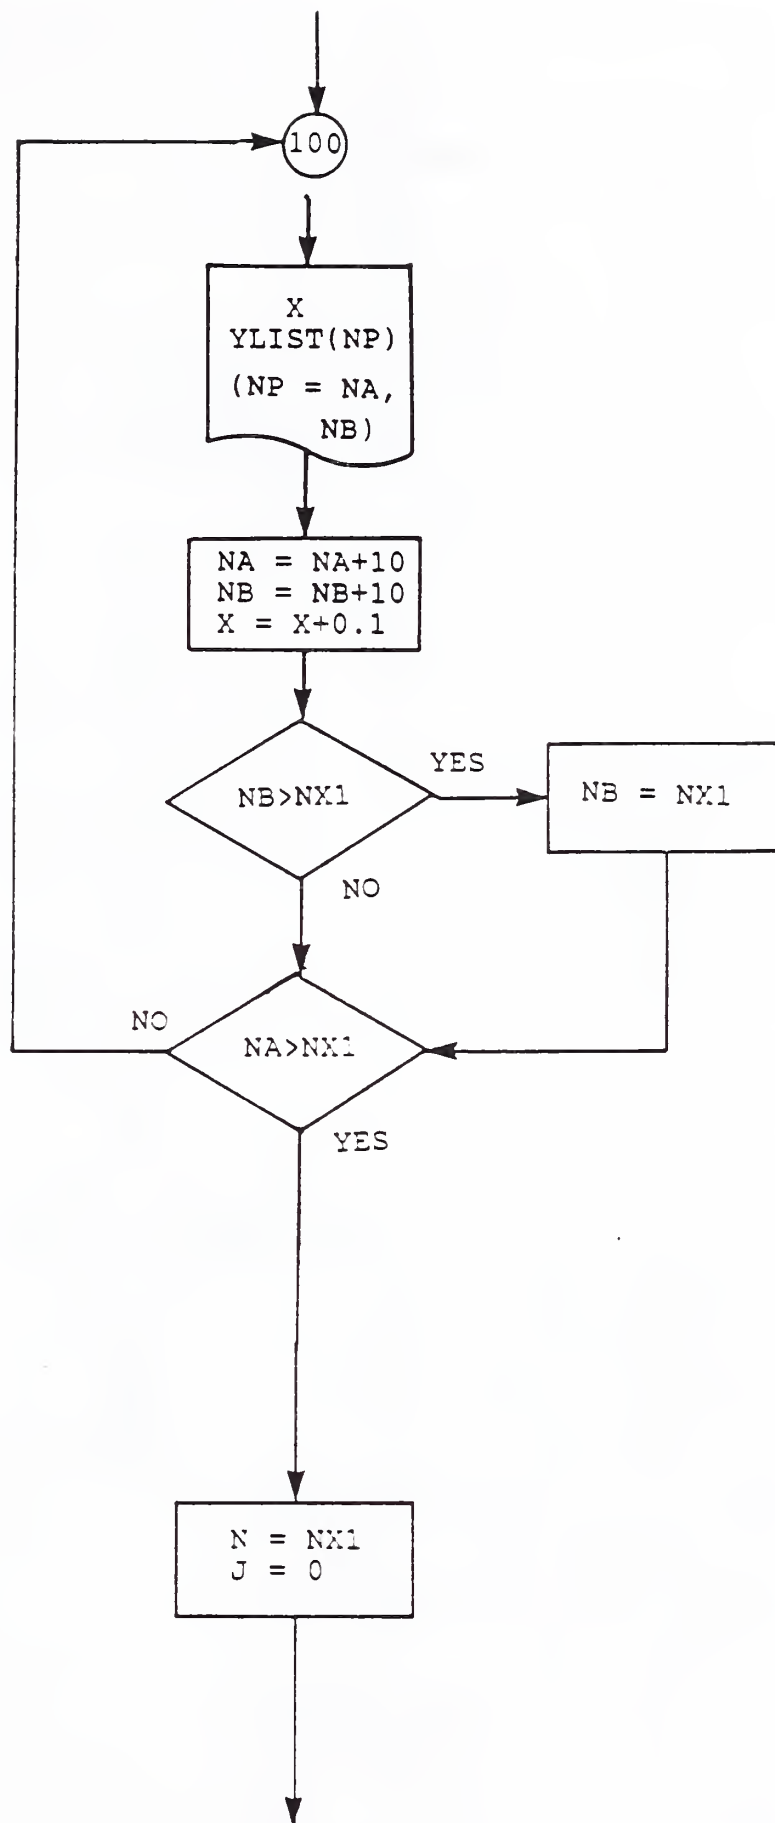 100
X
YLIST(NP)
(NP = NA,
NB)
NA = NA+10
NB = NB+10
X = X+0.1
NB>NX1
YES
NB = NX1
NO
NO
NA>NX1
YES
N = NX1
J = 0